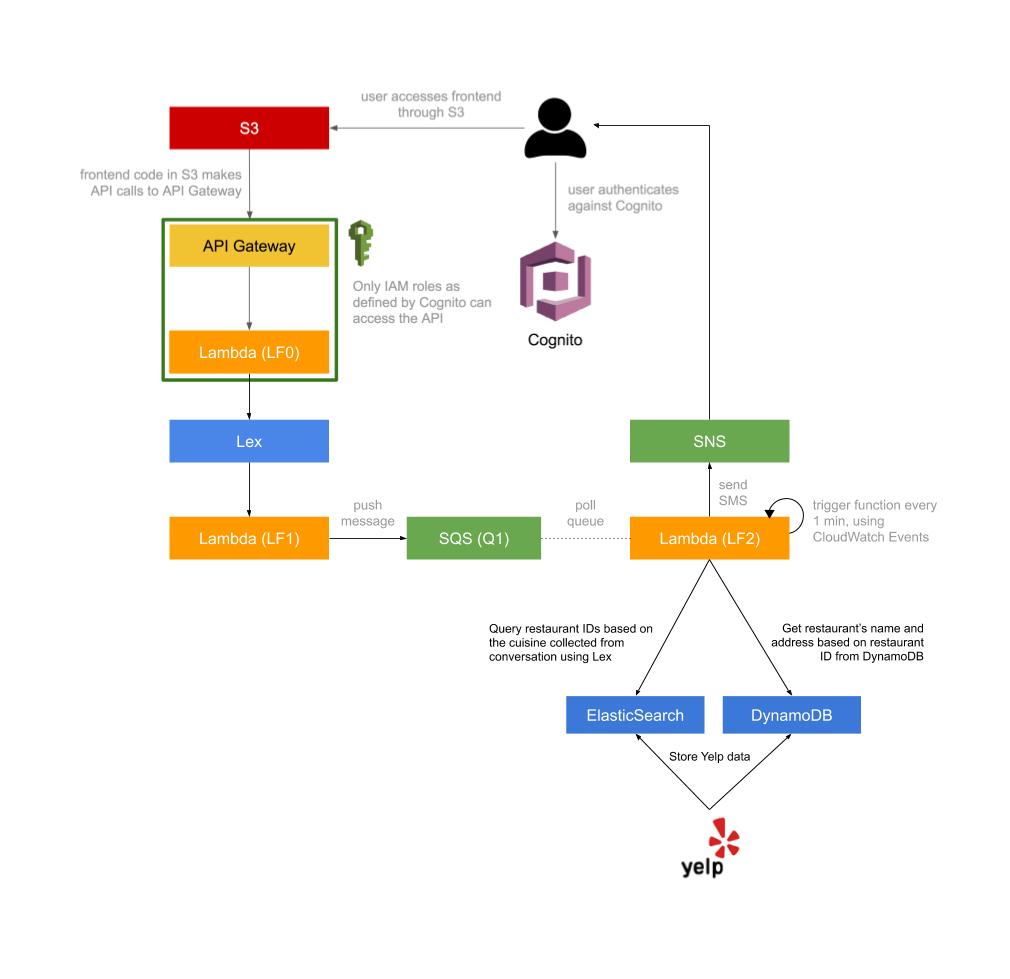 user accesses frontend
through S3
S3
frontend code in S3 makes
API calls to API Gateway
user authenticates
against Cognito
API Gateway
Only IAM roles as
defined by Cognito can
access the API
Cognito
Lambda (LF0)
Lex
SNS
send
SMS
push
message
poll
queue
trigger function every
1 min, using
CloudWatch Events
Lambda (LF1)
SQS (Q1)
Lambda (LF2)
Query restaurant IDs based on
the cuisine collected from
conversation using Lex
Get restaurant's name and
address based on restaurant
ID from DynamoDB
ElasticSearch
DynamoDB
Store Yelp data
yelp